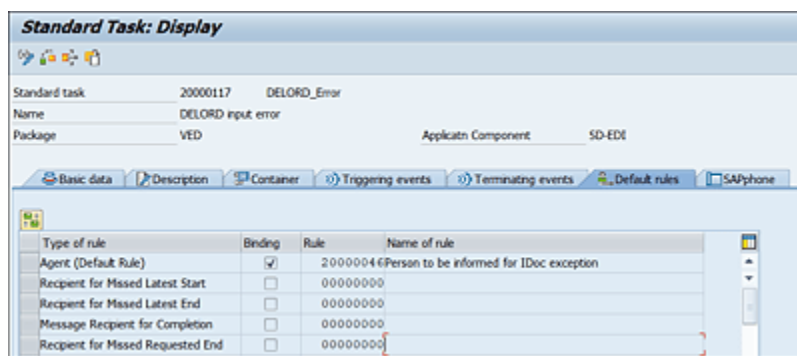 Standard Task: Display
Standard task 20000117 DELORD_Error
Name DELORD input error
Package VED Applicatn Component SD-EDI
Basic data Description Container Triggering events Terminating events Default rules SAPphone
Type of rule Binding Rule Name of rule
Agent (Default Rule) 20000046 Person to be informed for IDoc exception
Recipient for Missed Latest Start 00000000
Recipient for Missed Latest End 00000000
Message Recipient for Completion 00000000
Recipient for Missed Requested End 00000000